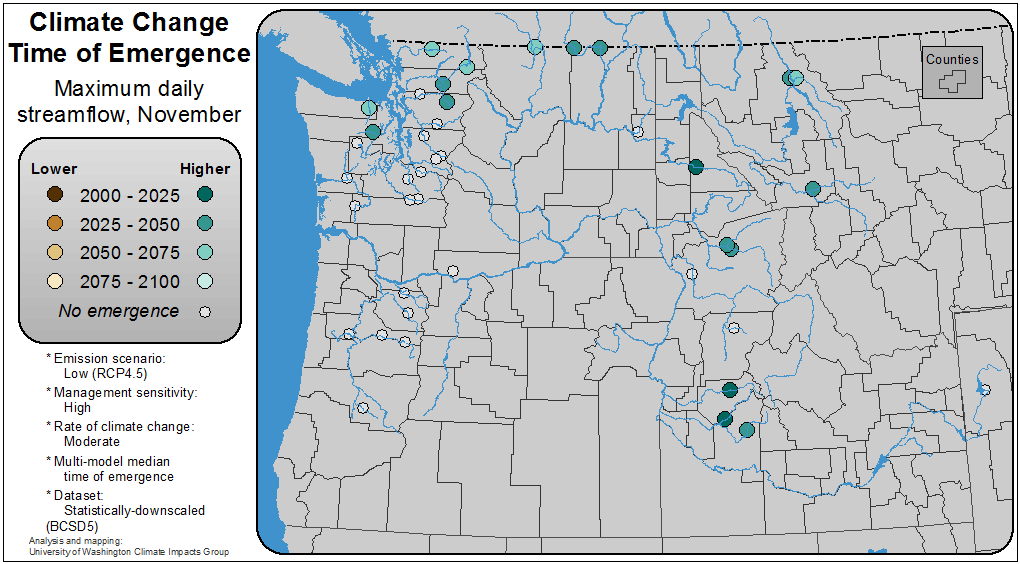 Climate Change
Time of Emergence
Maximum daily
streamflow, November
Lower Higher
2000 - 2025
2025 - 2050
2050 - 2075
2075 - 2100
No emergence
* Emission scenario:
Low (RCP4.5)
* Management sensitivity:
High
* Rate of climate change:
Moderate
* Multi-model median
time of emergence
* Dataset:
Statistically-downscaled
(BCSD5)
Analysis and mapping:
University of Washington Climate Impacts Group
Counties